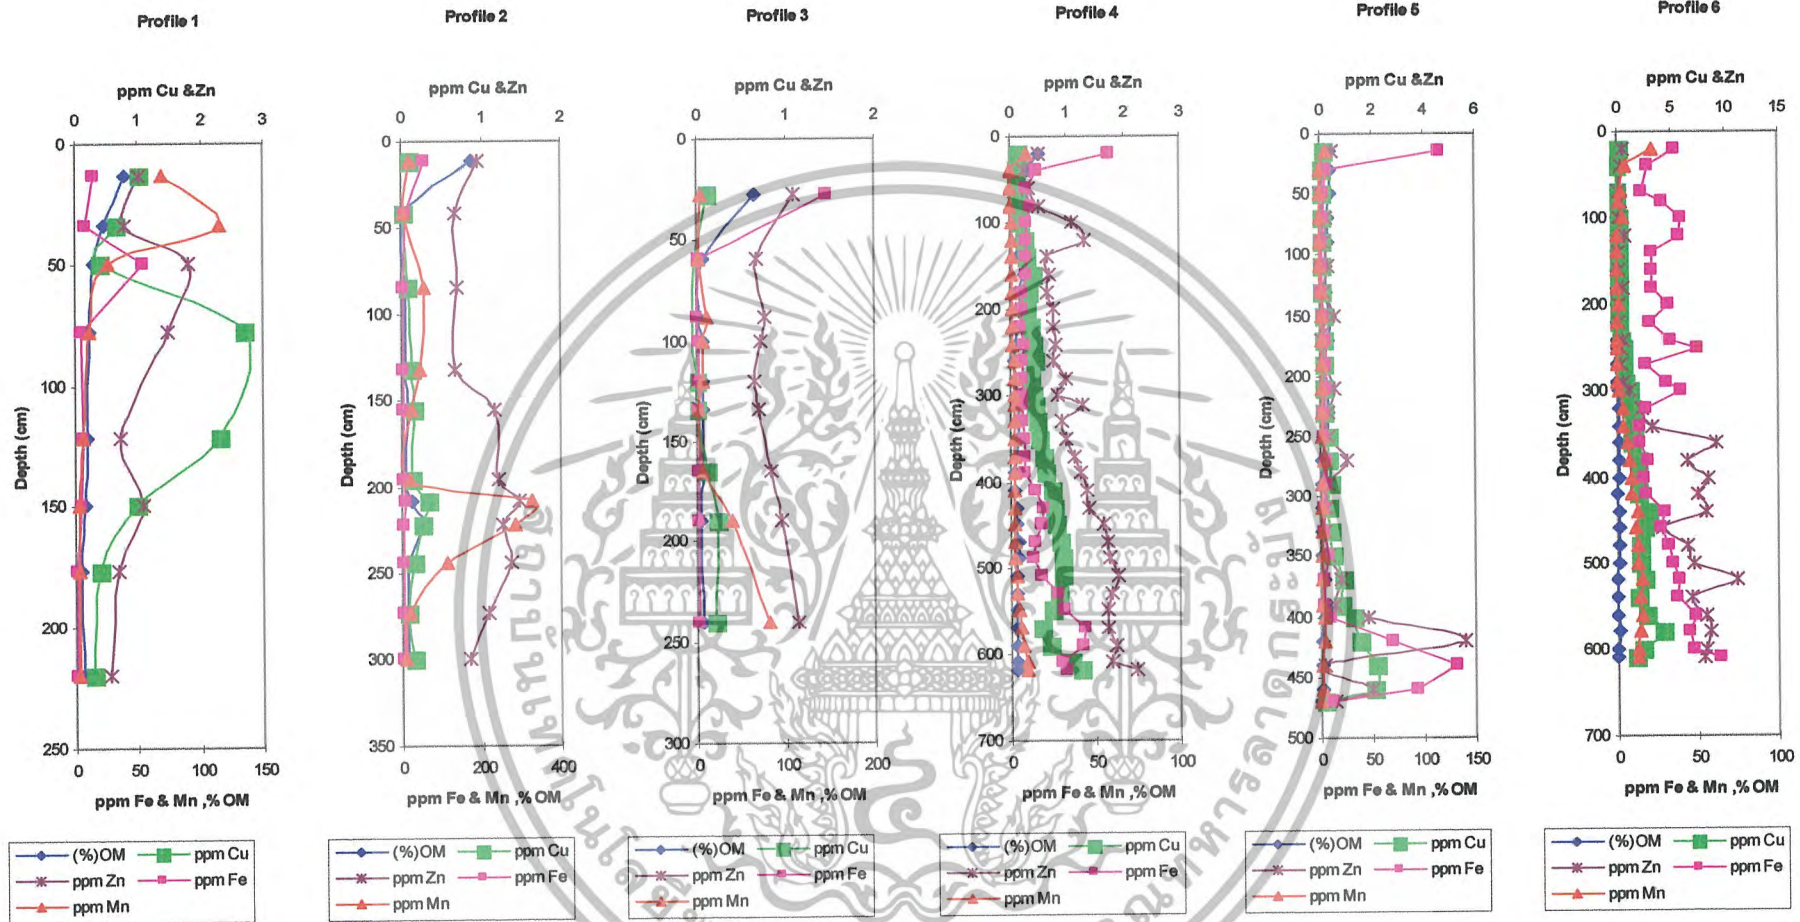 Profile 1
ppm Cu &Zn
0 1 2 3
0
50
100
150
200
250
Depth (cm)
0 50 100 150
ppm Fe & Mn ,% OM
(%)OM
ppm Cu
ppm Zn
ppm Fe
ppm Mn
Profile 2
ppm Cu &Zn
0 1 2
0
50
100
150
200
250
300
350
Depth (cm)
0 200 400
ppm Fe & Mn ,% OM
(%)OM
ppm Cu
ppm Zn
ppm Fe
ppm Mn
Profile 3
ppm Cu &Zn
0 1 2
0
50
100
150
200
250
300
Depth (cm)
0 100 200
ppm Fe & Mn ,% OM
(%)OM
ppm Cu
ppm Zn
ppm Fe
ppm Mn
Profile 4
ppm Cu &Zn
0 1 2 3
0
100
200
300
400
500
600
700
Depth (cm)
0 50 100
ppm Fe & Mn ,% OM
(%)OM
ppm Cu
ppm Zn
ppm Fe
ppm Mn
Profile 5
ppm Cu &Zn
0 2 4 6
0
50
100
150
200
250
300
350
400
450
500
Depth (cm)
0 50 100 150
ppm Fe & Mn ,% OM
(%)OM
ppm Cu
ppm Zn
ppm Fe
ppm Mn
Profile 6
ppm Cu &Zn
0 5 10 15
0
100
200
300
400
500
600
700
Depth (cm)
0 50 100
ppm Fe & Mn ,% OM
(%)OM
ppm Cu
ppm Zn
ppm Fe
ppm Mn